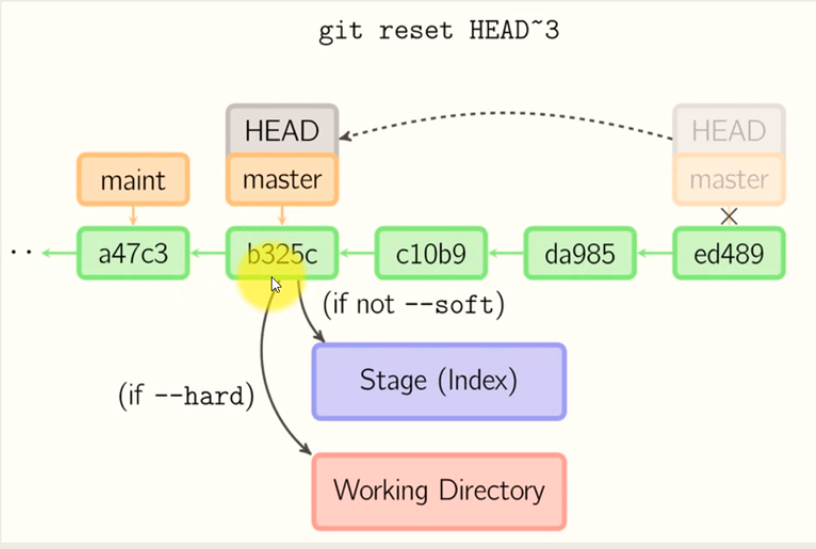 git reset HEAD~3
HEAD
HEAD
maint
master
master
..
a47c3
b325c
c10b9
da985
ed489
(if not --soft)
Stage (Index)
(if --hard)
Working Directory